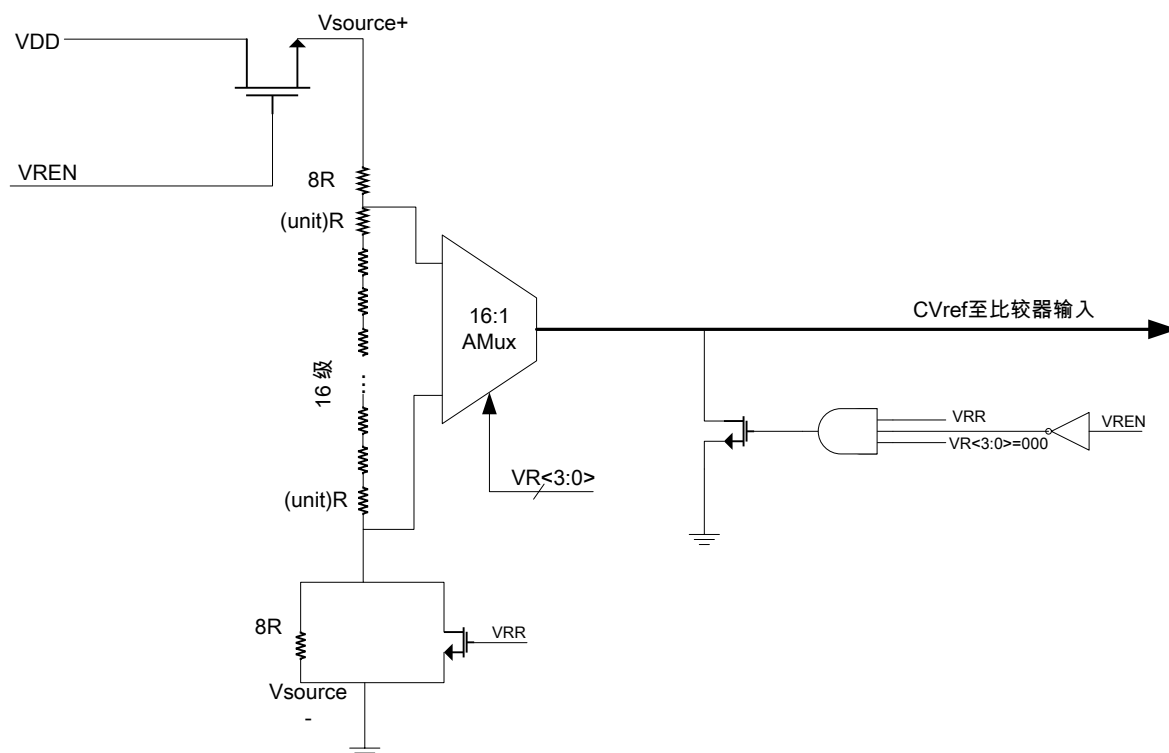 Vsource+
VDD
VREN
8R
(unit)R
16:1
AMux
CVref至比较器输入
16 级
...
VRR
VREN
VR<3:0>=000
(unit)R
VR<3:0>
8R
VRR
Vsource
-